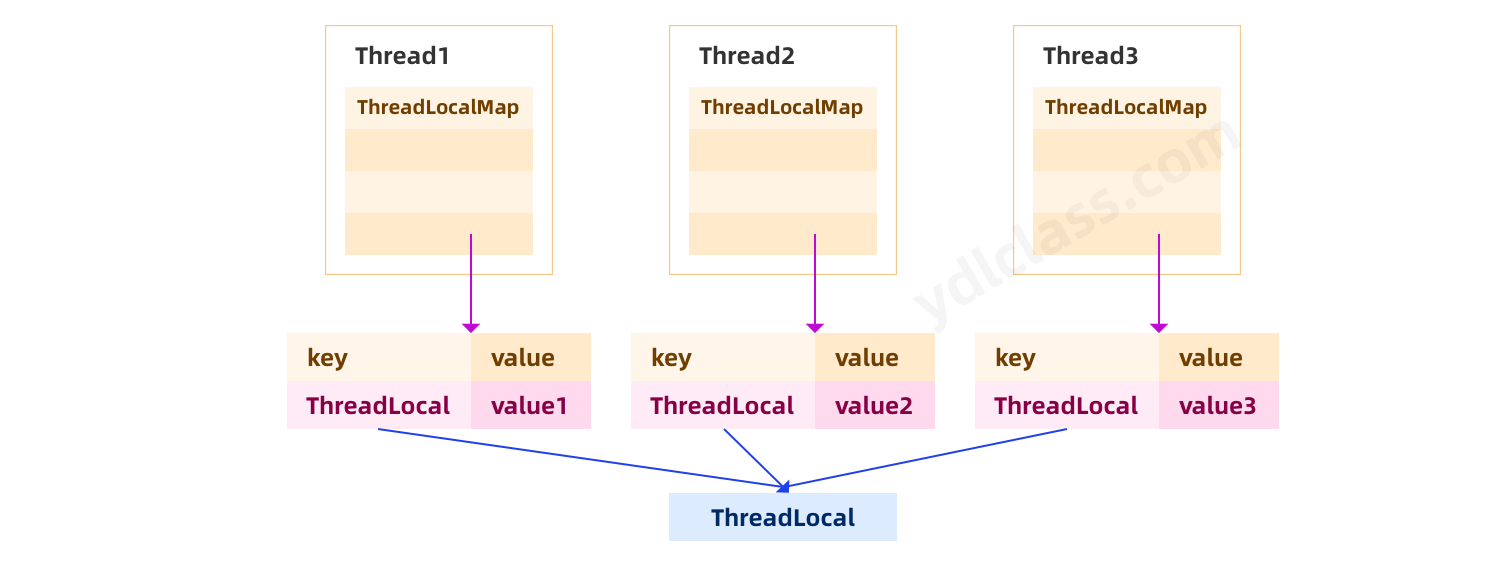 Thread1
Thread2
Thread3
ThreadLocalMap
ThreadLocalMap
ThreadLocalMap
ydlclass.com
key value
key value
key value
ThreadLocal value1
ThreadLocal value2
ThreadLocal value3
ThreadLocal